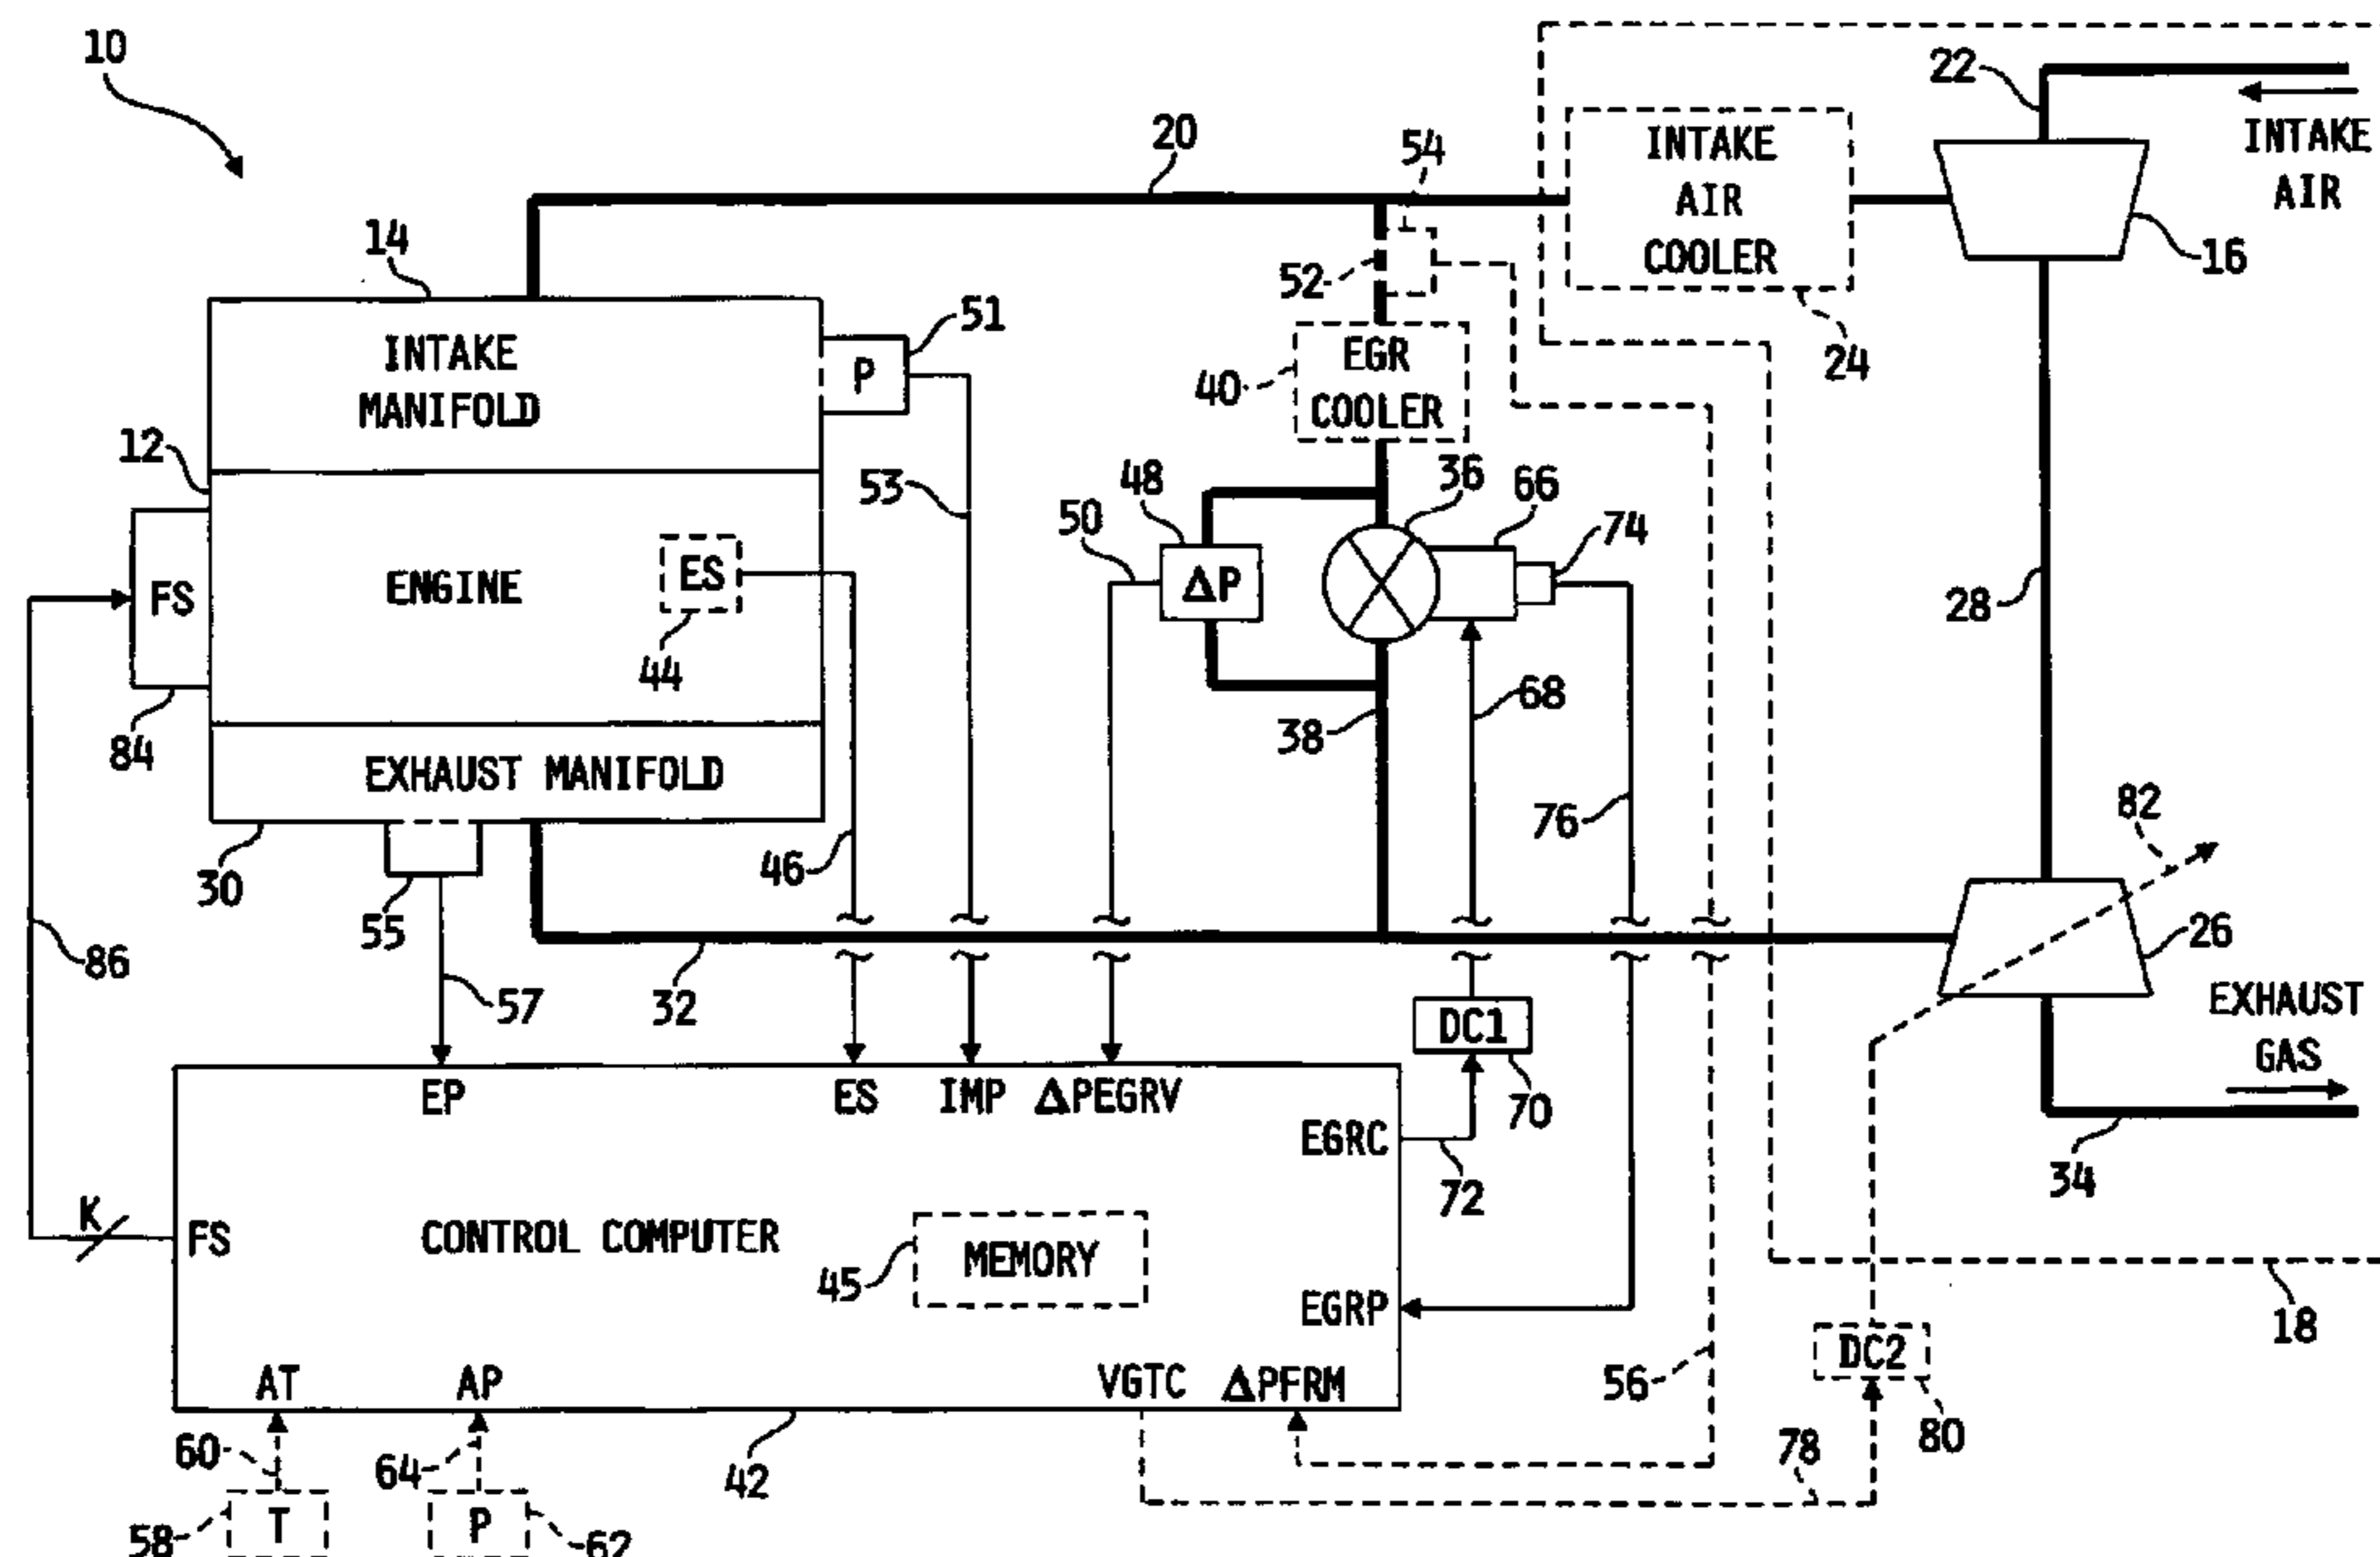 10
22
INTAKE
AIR
20
54
INTAKE
AIR
COOLER
16
24
14
INTAKE
MANIFOLD
P
51
52
EGR
COOLER
40
12
53
48
36
66
74
50
ΔP
FS
ENGINE
ES
44
28
68
38
84
EXHAUST MANIFOLD
76
82
46
30
55
26
86
57
32
EXHAUST
GAS
DC1
70
EP
ES
IMP
ΔPEGRV
EGRC
72
34
K
FS
CONTROL COMPUTER
45
MEMORY
EGRP
18
DC2
AT
AP
VGTC
ΔPFRM
56
80
60
64
42
78
58
T
P
62